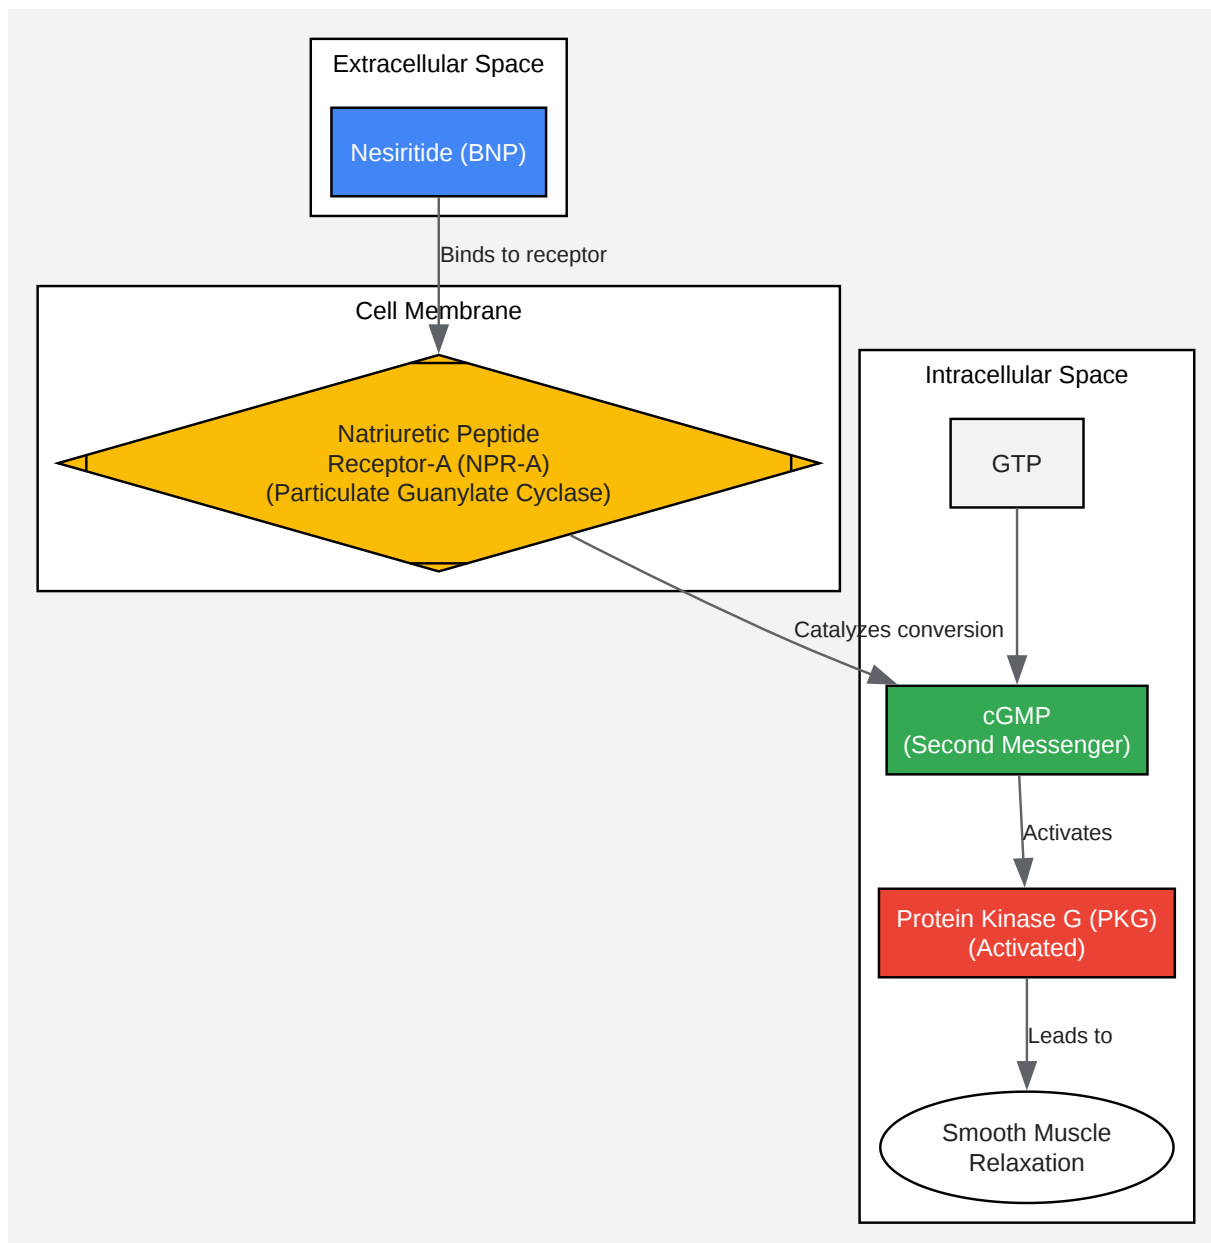 Extracellular Space
Nesiritide (BNP)
Binds to receptor
Cell Membrane
Natriuretic Peptide
Receptor-A (NPR-A)
(Particulate Guanylate Cyclase)
Intracellular Space
GTP
Catalyzes conversion
cGMP
(Second Messenger)
Activates
Protein Kinase G (PKG)
(Activated)
Leads to
Smooth Muscle
Relaxation